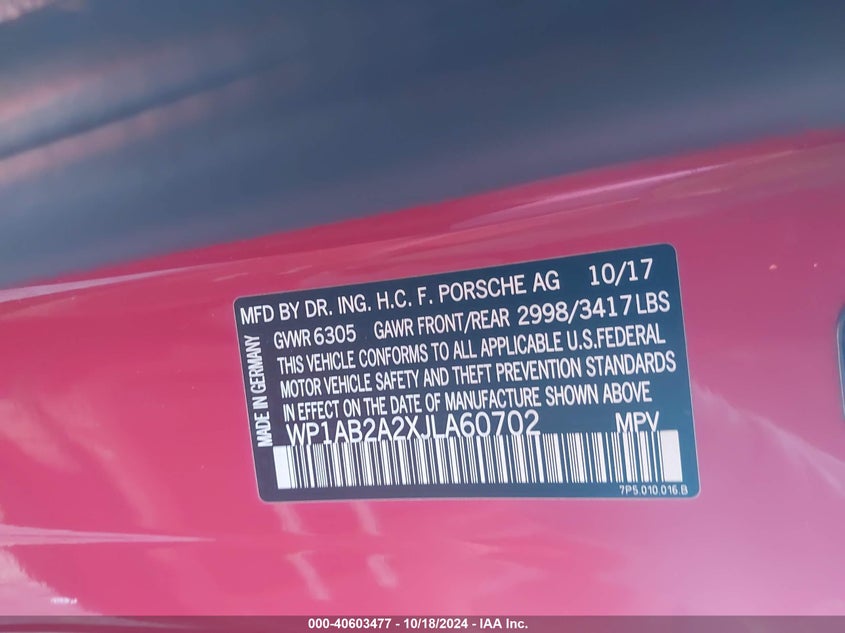 MFD BY DR. ING. H.C. F. PORSCHE AG 10/17
GVWR 6305 GAWR FRONT/REAR 2998/3417 LBS
THIS VEHICLE CONFORMS TO ALL APPLICABLE U.S.FEDERAL
MOTOR VEHICLE SAFETY AND THEFT PREVENTION STANDARDS
IN EFFECT ON THE DATE OF MANUFACTURE SHOWN ABOVE
MADE IN GERMANY
WP1AB2A2XJLA60702 MPV
7P5.010.016.B
000-40603477 - 10/18/2024 - IAA Inc.